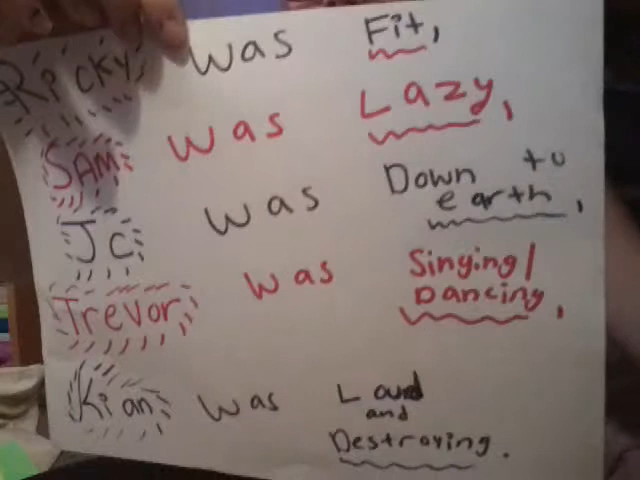 Ricky was Fit,
SAM was Lazy,
Jc was Down to
earth,
Trevor was Singing/
Dancing,
Kian was Loud
and
Destroying.